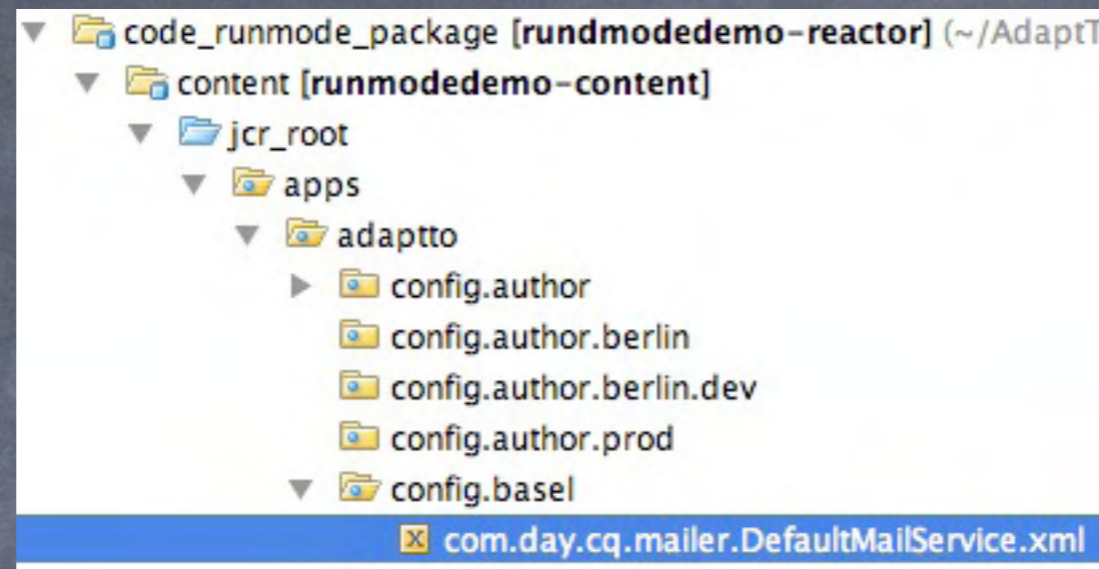 code_runmode_package [rundmodedemo-reactor] (~/AdaptT
content [runmodedemo-content]
jcr_root
apps
adaptto
config.author
config.author.berlin
config.author.berlin.dev
config.author.prod
config.basel
com.day.cq.mailer.DefaultMailService.xml